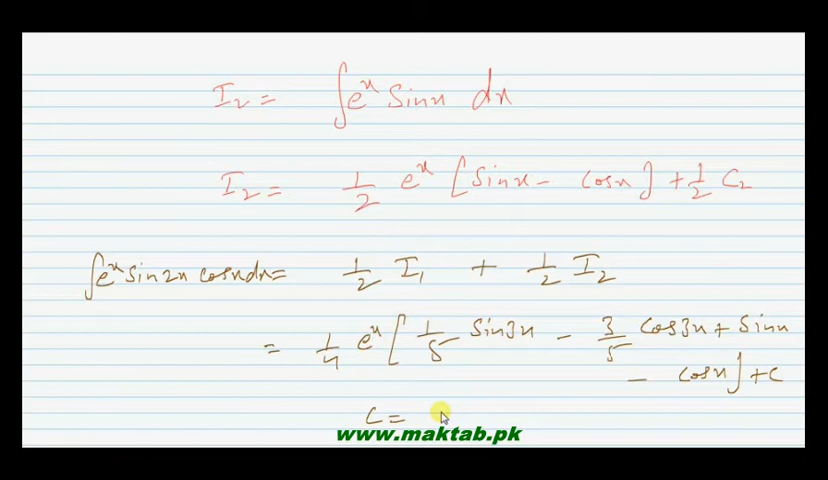 I₂ = ∫eˣ sinx dx
I₂ = 1/2 eˣ [sinx - cosx] + 1/2 C₂
∫eˣ sin2x cosx dx = 1/2 I₁ + 1/2 I₂
= 1/4 eˣ [1/5 sin3x - 3/5 cos3x + sinx
- cosx] + c
c =
www.maktab.pk